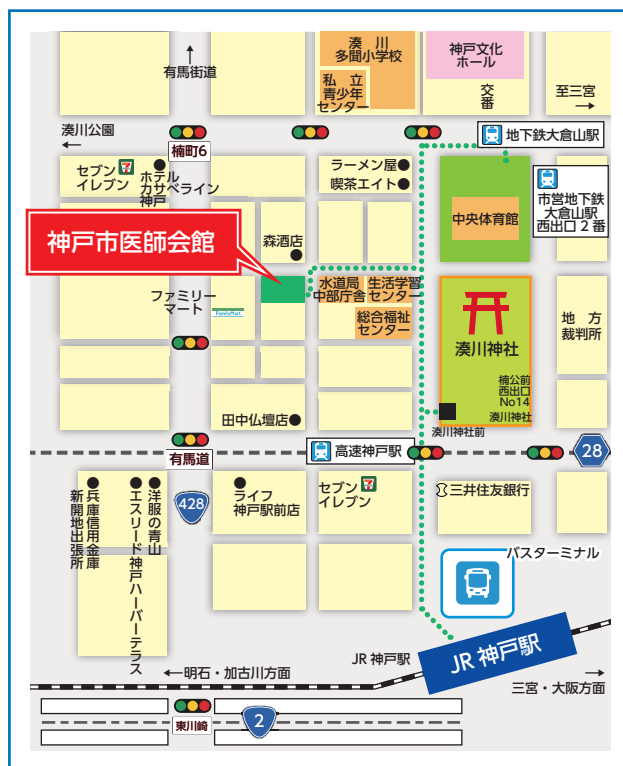 湊　川
多聞小学校
神戸文化
ホール
有馬街道
私　立
青少年
センター
交
番
至三宮
湊川公園
楠町6
地下鉄大倉山駅
セブン
イレブン
7
ELEVEn
ホテル
カサベライン
神戸
ラーメン屋
喫茶エイト
市営地下鉄
大倉山駅
西出口 2 番
中央体育館
神戸市医師会館
森酒店
ファミリー
マート
FamilyMart
水道局
中部庁舎
生活学習
センター
総合福祉
センター
湊川神社
地　方
裁判所
楠公前
西出口
No14
湊川神社
湊川神社前
田中仏壇店
有馬道
高速神戸駅
28
兵庫信用金庫
新開地出張所
エスリード神戸ハーバーテラス
洋服の青山
428
ライフ
神戸駅前店
セブン
イレブン
7
ELEVEn
三井住友銀行
バスターミナル
JR 神戸駅
JR 神戸駅
明石・加古川方面
三宮・大阪方面
東川崎
2